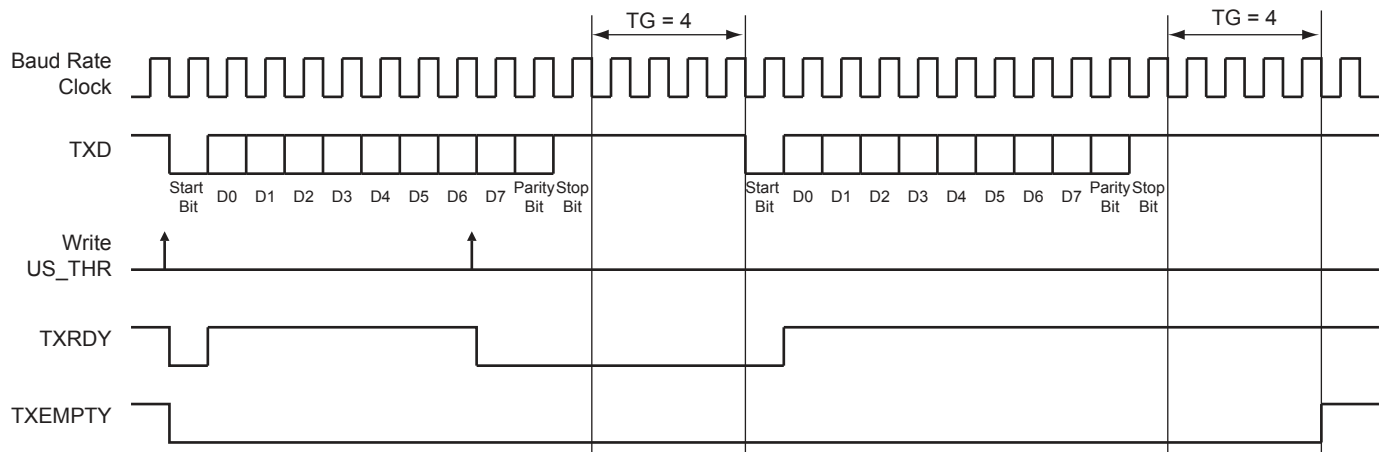 TG = 4
TG = 4
Baud Rate
Clock
TXD
Start
Bit
D0
D1
D2
D3
D4
D5
D6
D7
Parity
Bit
Stop
Bit
Start
Bit
D0
D1
D2
D3
D4
D5
D6
D7
Parity
Bit
Stop
Bit
Write
US_THR
TXRDY
TXEMPTY